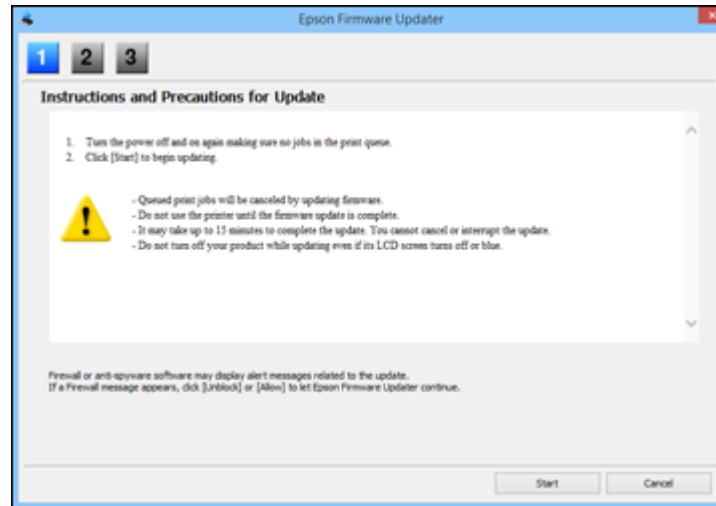 Epson Firmware Updater
1 2 3
Instructions and Precautions for Update
1. Turn the power off and on again making sure no jobs in the print queue.
2. Click [Start] to begin updating.
- Queued print jobs will be canceled by updating firmware.
- Do not use the printer until the firmware update is complete.
- It may take up to 15 minutes to complete the update. You cannot cancel or interrupt the update.
- Do not turn off your product while updating even if its LCD screen turns off or blue.
Firewall or anti-spyware software may display alert messages related to the update.
If a Firewall message appears, click [Unblock] or [Allow] to let Epson Firmware Updater continue.
Start Cancel